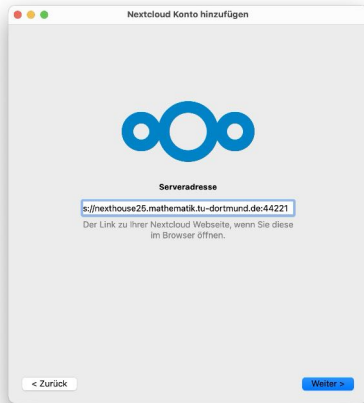 Nextcloud Konto hinzufügen
Serveradresse
s://nexthouse25.mathematik.tu-dortmund.de:44221
Der Link zu Ihrer Nextcloud Webseite, wenn Sie diese
im Browser öffnen.
< Zurück
Weiter >